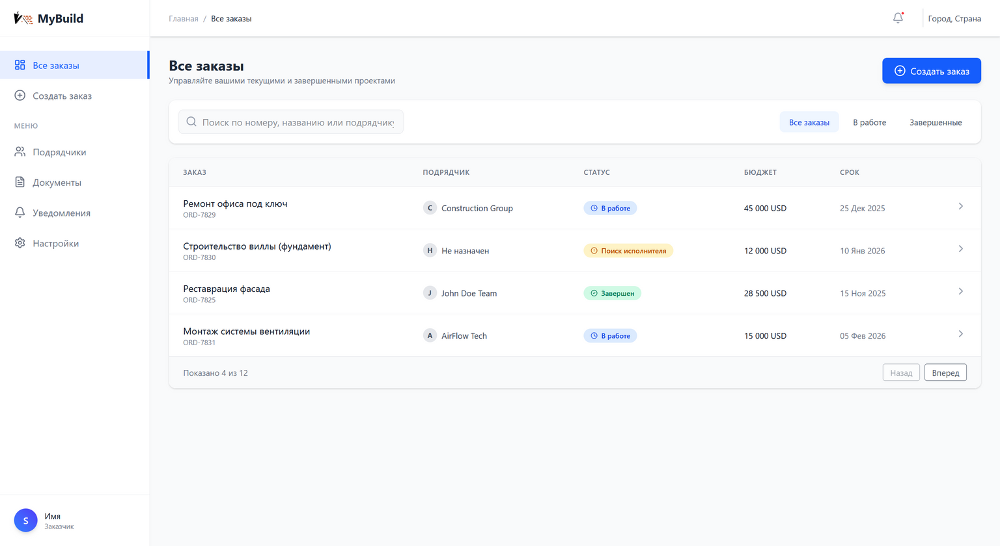 MyBuild
Главная / Все заказы
Город, Страна
Все заказы
Создать заказ
МЕНЮ
Подрядчики
Документы
Уведомления
Настройки
S
Имя
Заказчик
Все заказы
Управляйте вашими текущими и завершенными проектами
Создать заказ
Поиск по номеру, названию или подрядчику
Все заказы В работе Завершенные
ЗАКАЗ ПОДРЯДЧИК СТАТУС БЮДЖЕТ СРОК
Ремонт офиса под ключ
ORD-7829
C Construction Group В работе 45 000 USD 25 Дек 2025
Строительство виллы (фундамент)
ORD-7830
Н Не назначен Поиск исполнителя 12 000 USD 10 Янв 2026
Реставрация фасада
ORD-7825
J John Doe Team Завершен 28 500 USD 15 Ноя 2025
Монтаж системы вентиляции
ORD-7831
A AirFlow Tech В работе 15 000 USD 05 Фев 2026
Показано 4 из 12
Назад Вперед